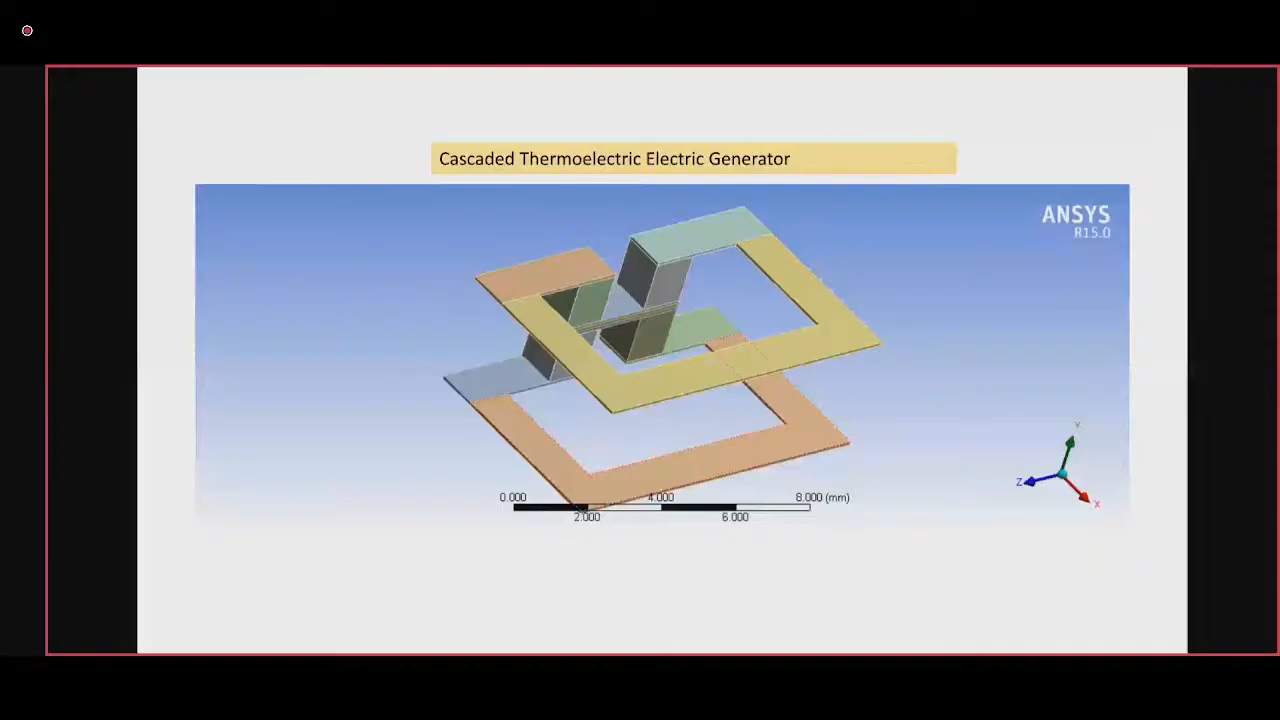 Cascaded Thermoelectric Electric Generator
ANSYS
R15.0
Y
Z
X
0.000 4.000 8.000 (mm)
2.000 6.000